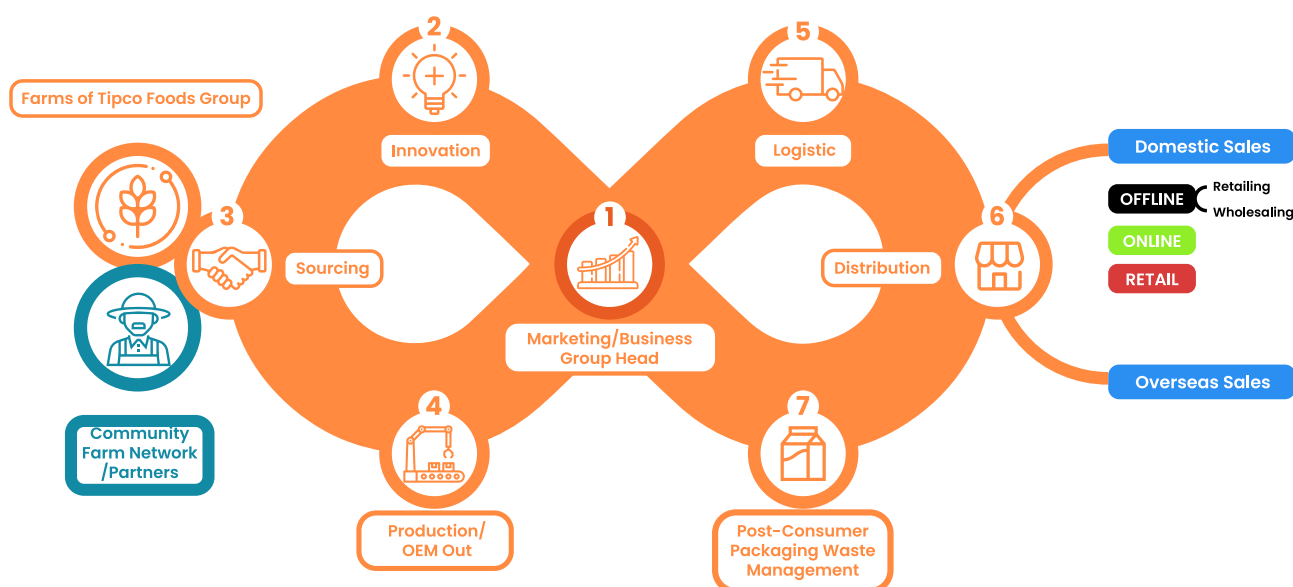 2
5
Farms of Tipco Foods Group
Innovation
Logistic
Domestic Sales
OFFLINE
Retailing
Wholesaling
3
1
6
ONLINE
Sourcing
Distribution
RETAIL
Marketing/Business
Group Head
Overseas Sales
4
7
Community
Farm Network
/Partners
Production/
OEM Out
Post-Consumer
Packaging Waste
Management